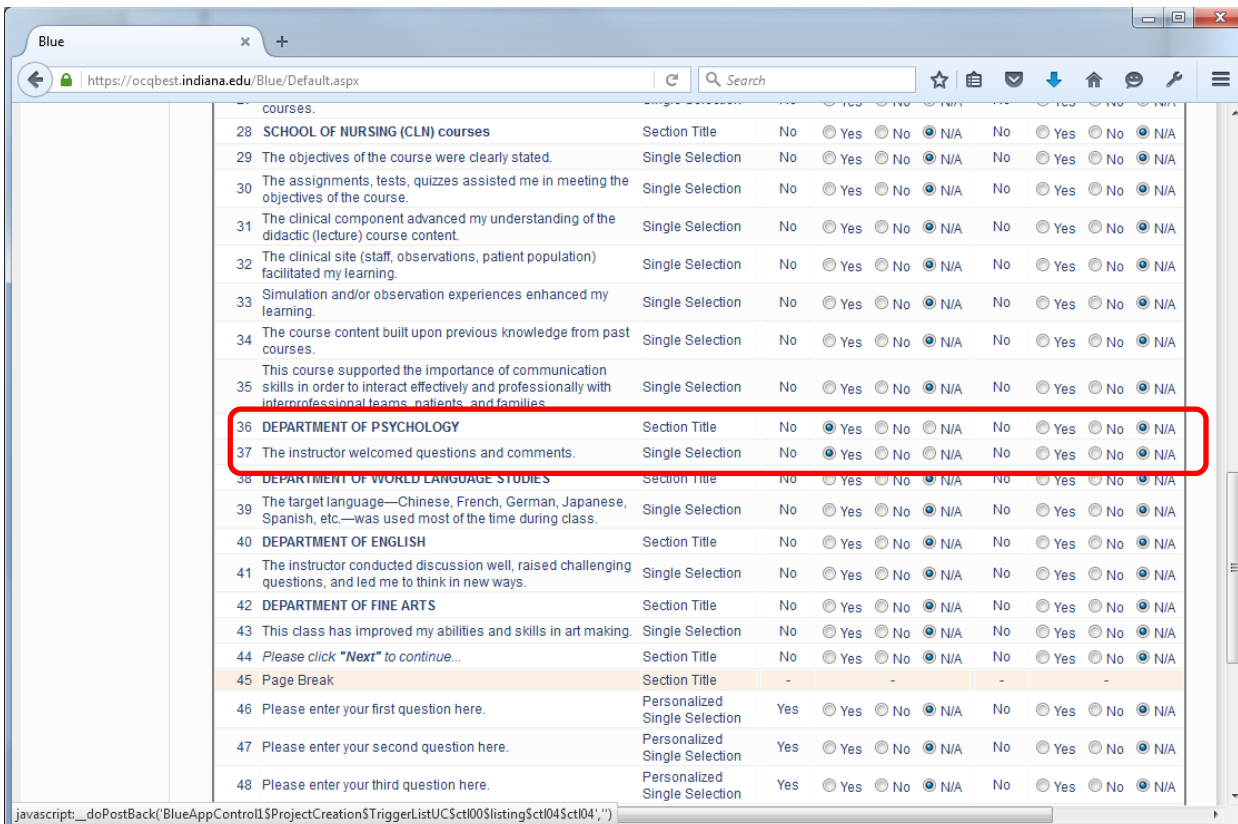 Blue × +
https://ocqbest.indiana.edu/Blue/Default.aspx Search
courses. Single Selection No Yes No N/A No Yes No N/A
28 SCHOOL OF NURSING (CLN) courses Section Title No Yes No N/A No Yes No N/A
29 The objectives of the course were clearly stated. Single Selection No Yes No N/A No Yes No N/A
30 The assignments, tests, quizzes assisted me in meeting the
objectives of the course. Single Selection No Yes No N/A No Yes No N/A
31 The clinical component advanced my understanding of the
didactic (lecture) course content. Single Selection No Yes No N/A No Yes No N/A
32 The clinical site (staff, observations, patient population)
facilitated my learning. Single Selection No Yes No N/A No Yes No N/A
33 Simulation and/or observation experiences enhanced my
learning. Single Selection No Yes No N/A No Yes No N/A
34 The course content built upon previous knowledge from past
courses. Single Selection No Yes No N/A No Yes No N/A
This course supported the importance of communication
35 skills in order to interact effectively and professionally with Single Selection No Yes No N/A No Yes No N/A
interprofessional teams, patients, and families.
36 DEPARTMENT OF PSYCHOLOGY Section Title No Yes No N/A No Yes No N/A
37 The instructor welcomed questions and comments. Single Selection No Yes No N/A No Yes No N/A
38 DEPARTMENT OF WORLD LANGUAGE STUDIES Section Title No Yes No N/A No Yes No N/A
39 The target language—Chinese, French, German, Japanese,
Spanish, etc.—was used most of the time during class. Single Selection No Yes No N/A No Yes No N/A
40 DEPARTMENT OF ENGLISH Section Title No Yes No N/A No Yes No N/A
41 The instructor conducted discussion well, raised challenging
questions, and led me to think in new ways. Single Selection No Yes No N/A No Yes No N/A
42 DEPARTMENT OF FINE ARTS Section Title No Yes No N/A No Yes No N/A
43 This class has improved my abilities and skills in art making. Single Selection No Yes No N/A No Yes No N/A
44 Please click "Next" to continue... Section Title No Yes No N/A No Yes No N/A
45 Page Break Section Title - - - -
46 Please enter your first question here. Personalized
Single Selection Yes Yes No N/A No Yes No N/A
47 Please enter your second question here. Personalized
Single Selection Yes Yes No N/A No Yes No N/A
48 Please enter your third question here. Personalized
Single Selection Yes Yes No N/A No Yes No N/A
javascript:__doPostBack('BlueAppControl1$ProjectCreation$TriggerListUC$ctl00$listing$ctl04$ctl04','')